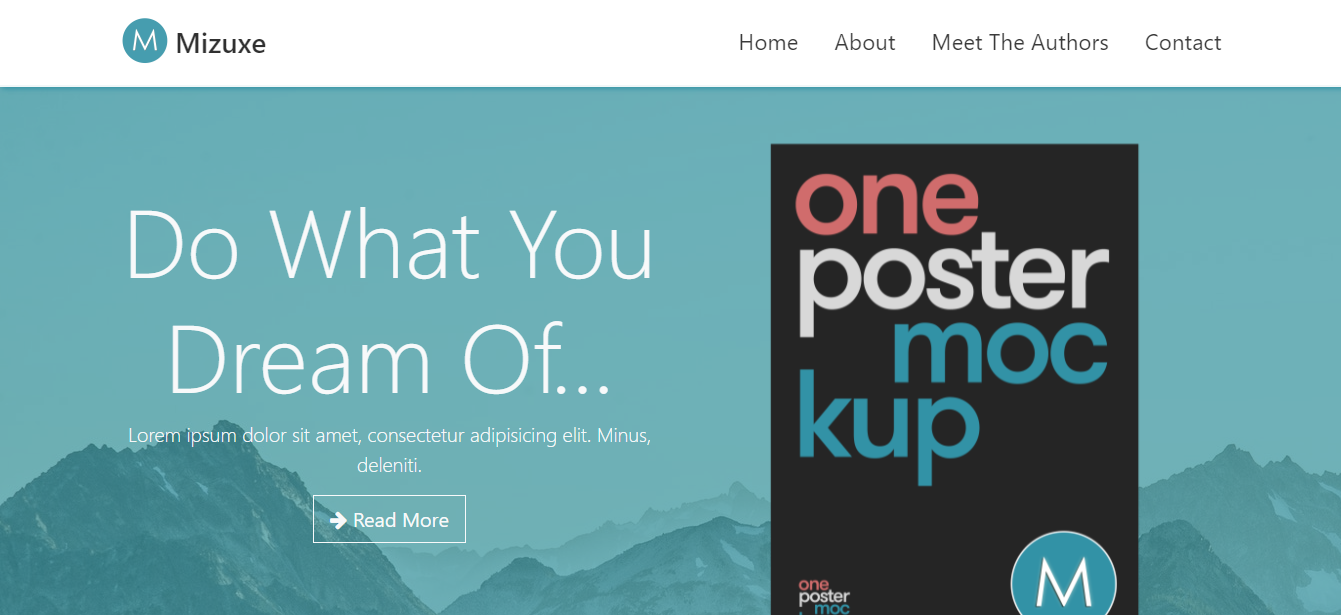 M Mizuxe
Home About Meet The Authors Contact
Do What You
Dream Of...
Lorem ipsum dolor sit amet, consectetur adipisicing elit. Minus,
deleniti.
Read More
one
poster
moc
kup
one
poster
moc
M